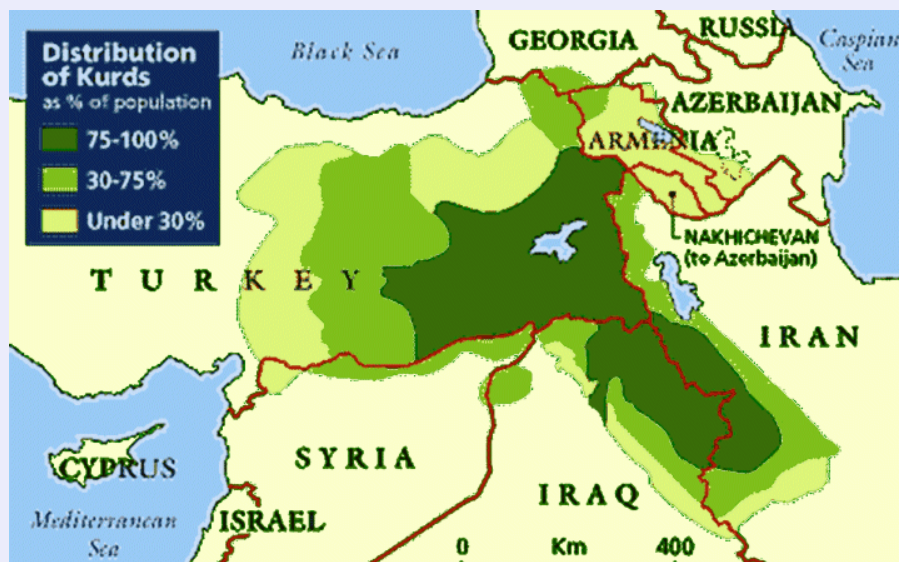 Distribution
of Kurds
as % of population
75-100%
30-75%
Under 30%
Black Sea
GEORGIA
RUSSIA
Caspian
Sea
AZERBAIJAN
ARMENIA
?
NAKHICHEVAN
(to Azerbaijan)
TURKEY
IRAN
CYPRUS
SYRIA
IRAQ
ISRAEL
Mediterranean
Sea
0 Km 400